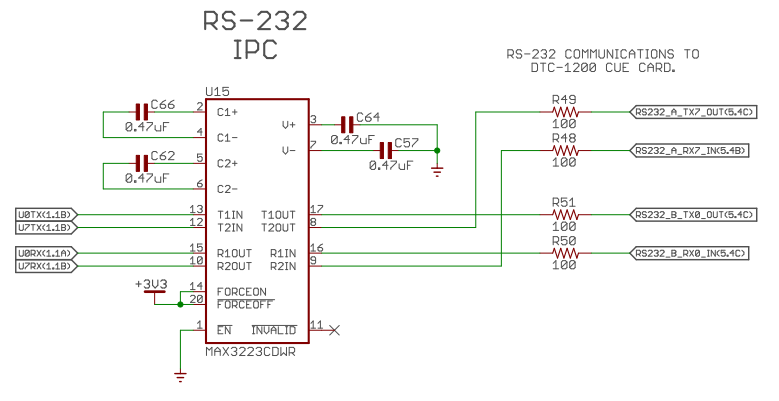 RS-232
IPC
RS-232 COMMUNICATIONS TO
DTC-1200 CUE CARD.
U15
C66
0.47uF
C62
0.47uF
2 C1+
4 C1-
5 C2+
6 C2-
V+ 3
V- 7
C64
0.47uF
C57
0.47uF
R49
100
RS232_A_TX7_OUT(5.4C)
R48
100
RS232_A_RX7_IN(5.4B)
U0TX(1.1B) 13 T1IN T1OUT 17
U7TX(1.1B) 12 T2IN T2OUT 8
R51
100
RS232_B_TX0_OUT(5.4C)
U0RX(1.1A) 15 R1OUT R1IN 16
U7RX(1.1B) 10 R2OUT R2IN 9
R50
100
RS232_B_RX0_IN(5.4C)
+3V3
14 FORCEON
20 FORCEOFF
1 EN INVALID 11
MAX3223CDWR